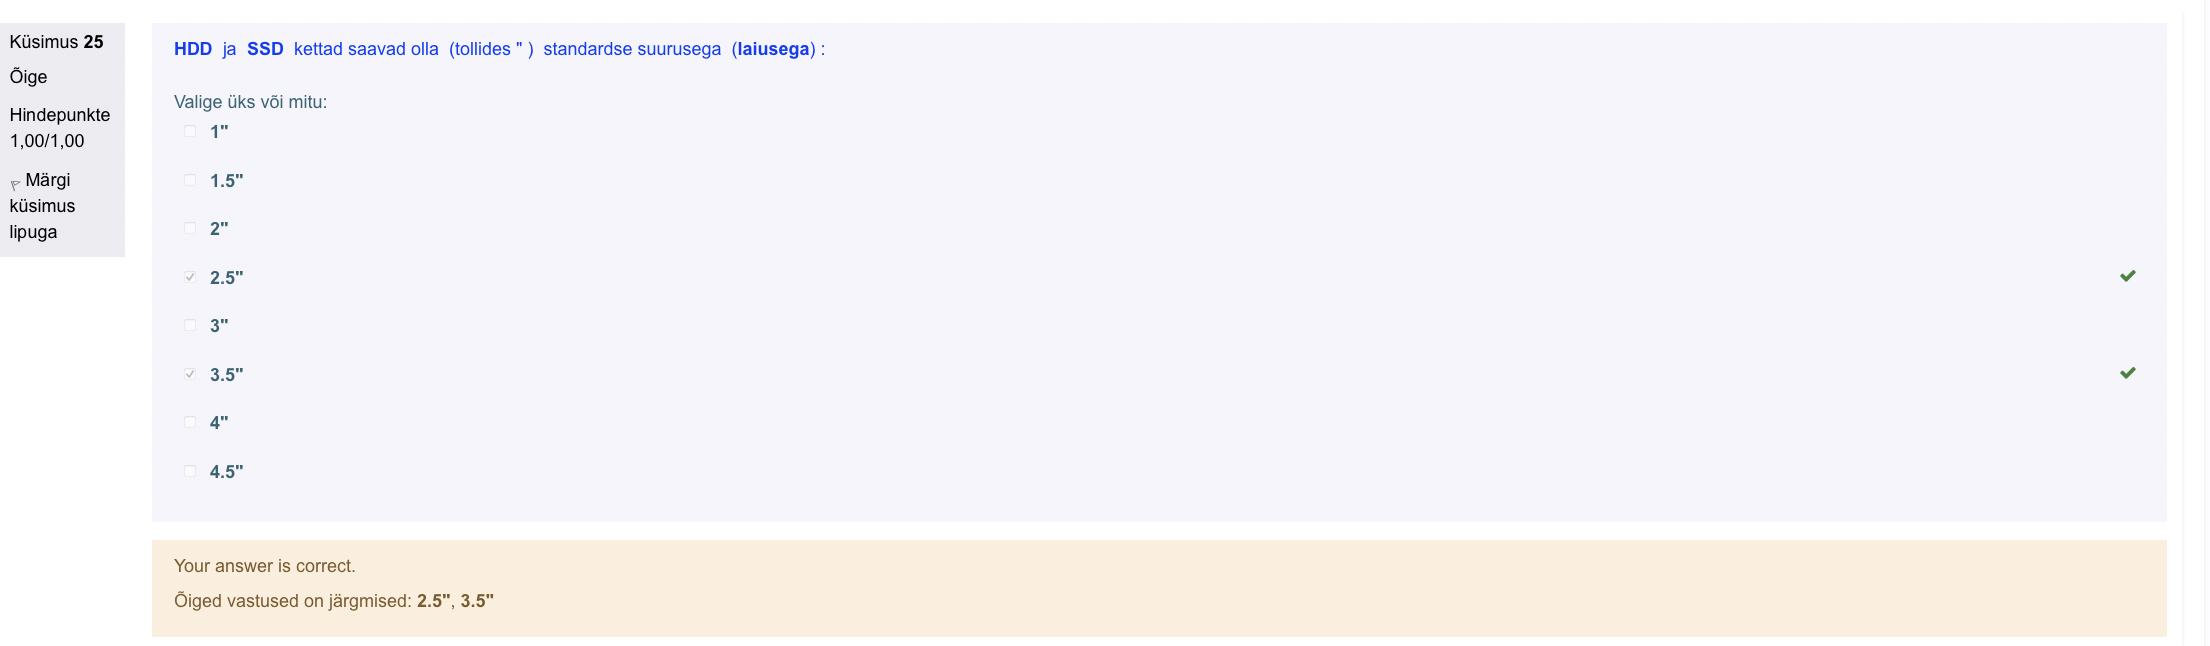 Küsimus 25
Õige
Hindepunkte
1,00/1,00
Märgi
küsimus
lipuga
HDD ja SSD kettad saavad olla (tollides " ) standardse suurusega (laiusega) :
Valige üks või mitu:
1"
1.5"
2"
2.5"
3"
3.5"
4"
4.5"
Your answer is correct.
Õiged vastused on järgmised: 2.5", 3.5"